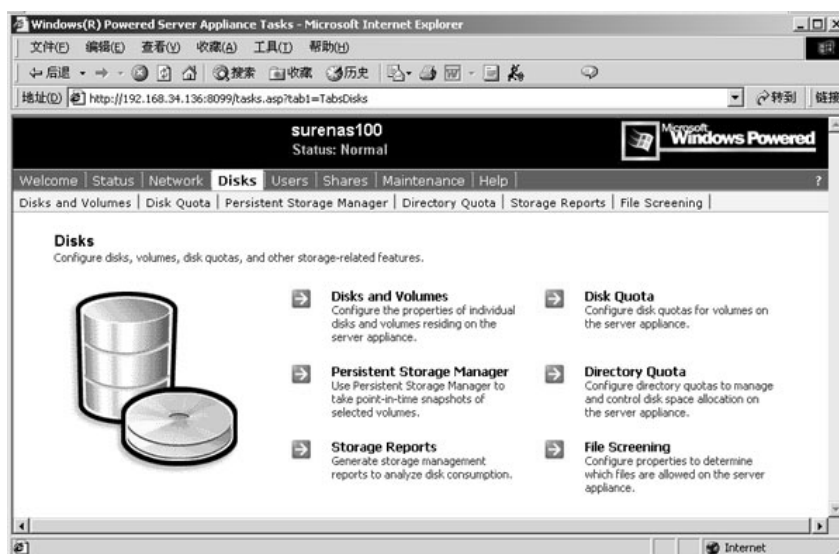 Windows(R) Powered Server Appliance Tasks - Microsoft Internet Explorer
文件(F) 编辑(E) 查看(V) 收藏(A) 工具(T) 帮助(H)
后退 搜索 收藏 历史
地址(D) http://192.168.34.136:8099/tasks.asp?tab1=TabsDisks 转到 链接
surenas100
Status: Normal
Microsoft
Windows Powered
Welcome | Status | Network | Disks | Users | Shares | Maintenance | Help | ?
Disks and Volumes | Disk Quota | Persistent Storage Manager | Directory Quota | Storage Reports | File Screening |
Disks
Configure disks, volumes, disk quotas, and other storage-related features.
Disks and Volumes
Configure the properties of individual
disks and volumes residing on the
server appliance.
Disk Quota
Configure disk quotas for volumes on
the server appliance.
Persistent Storage Manager
Use Persistent Storage Manager to
take point-in-time snapshots of
selected volumes.
Directory Quota
Configure directory quotas to manage
and control disk space allocation on
the server appliance.
Storage Reports
Generate storage management
reports to analyze disk consumption.
File Screening
Configure properties to determine
which files are allowed on the server
appliance.
Internet